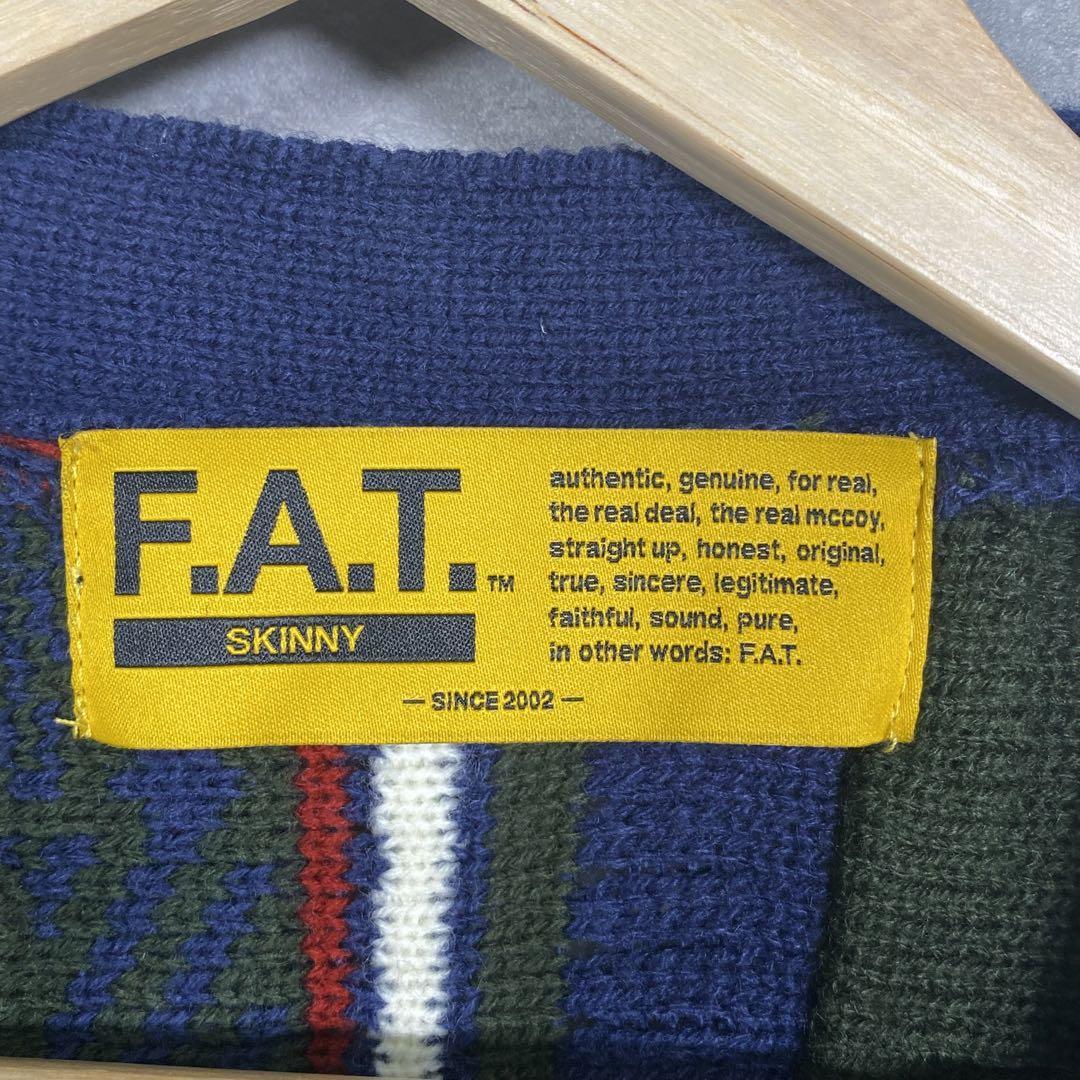 F.A.T.™
SKINNY
authentic, genuine, for real,
the real deal, the real mccoy,
straight up, honest, original,
true, sincere, legitimate,
faithful, sound, pure,
in other words: F.A.T.
— SINCE 2002 —